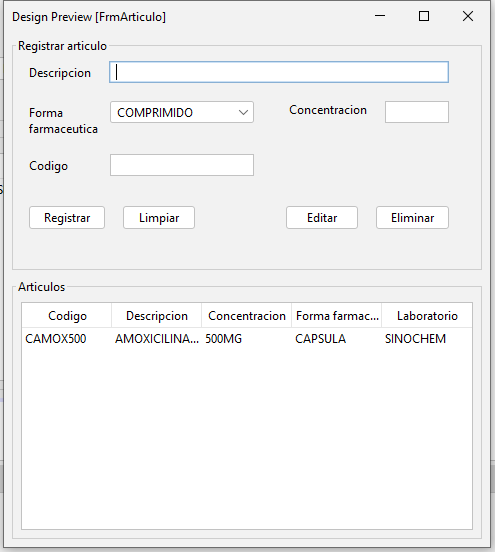 Design Preview [FrmArticulo]
Registrar articulo
Descripcion
Forma farmaceutica
COMPRIMIDO
Concentracion
Codigo
Registrar
Limpiar
Editar
Eliminar
Articulos
Codigo Descripcion Concentracion Forma farmac... Laboratorio
CAMOX500 AMOXICILINA... 500MG CAPSULA SINOCHEM